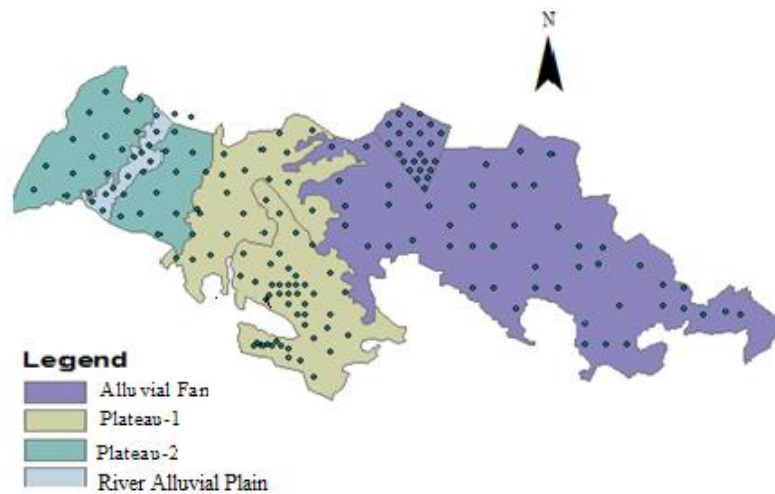 N
Legend
Alluvial Fan
Plateau-1
Plateau-2
River Alluvial Plain